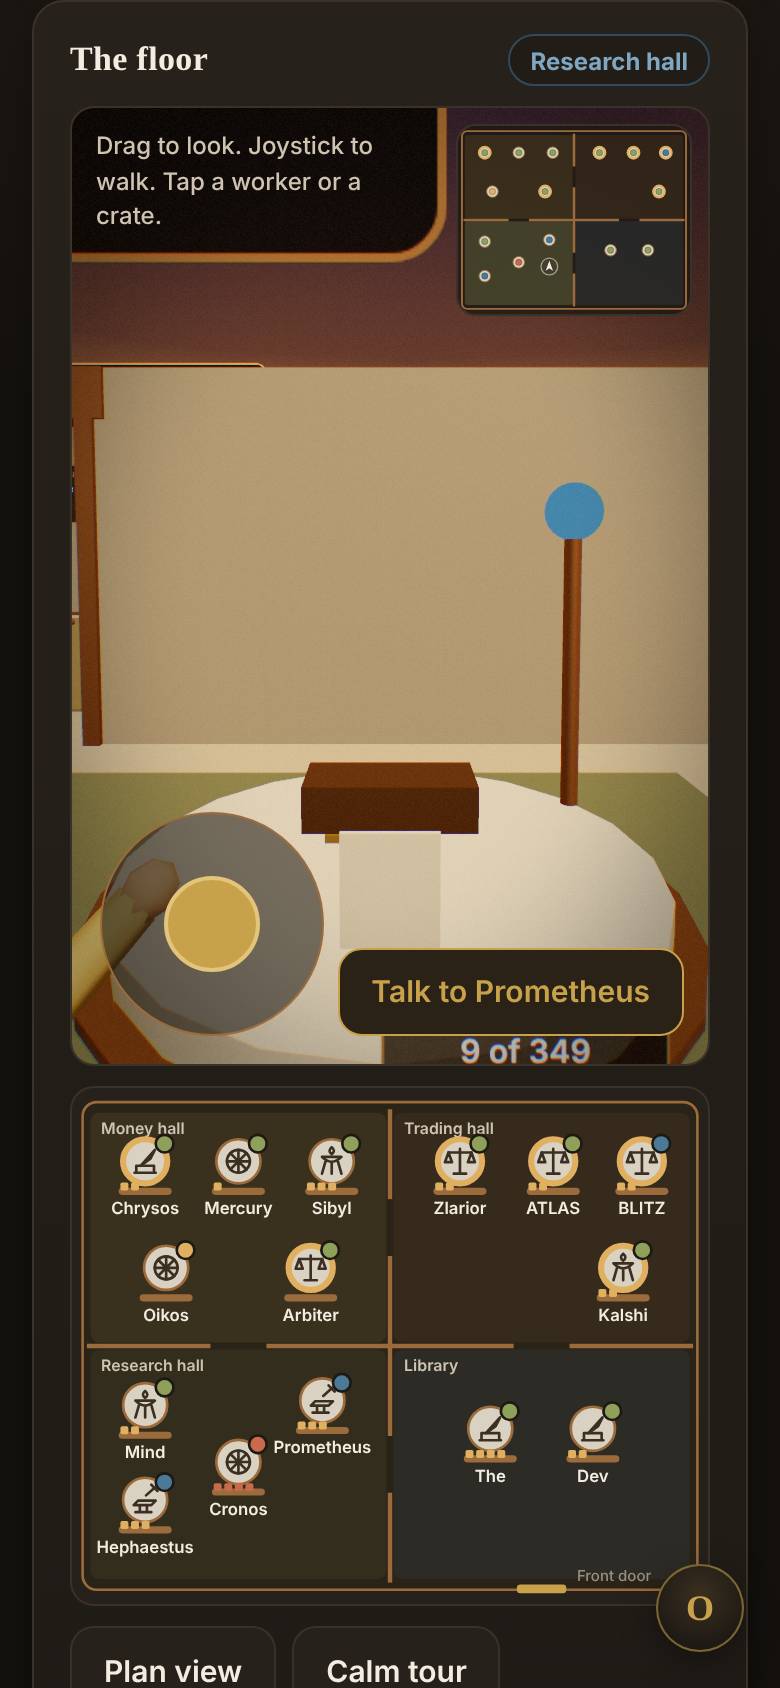 The floor
Research hall
Drag to look. Joystick to
walk. Tap a worker or a
crate.
Talk to Prometheus
9 of 349
Money hall
Trading hall
Chrysos
Mercury
Sibyl
Zlarior
ATLAS
BLITZ
Oikos
Arbiter
Kalshi
Research hall
Library
Mind
Prometheus
Cronos
The
Dev
Hephaestus
Front door
O
Plan view
Calm tour